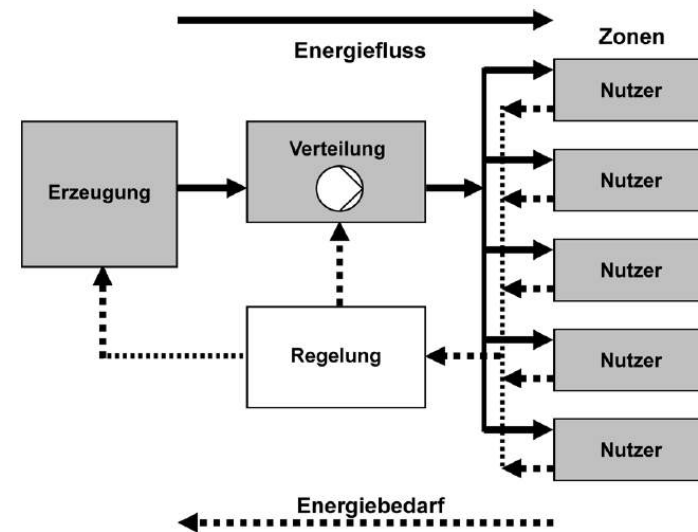 Energiefluss
Zonen
Nutzer
Erzeugung
Verteilung
Nutzer
Nutzer
Regelung
Nutzer
Nutzer
Energiebedarf